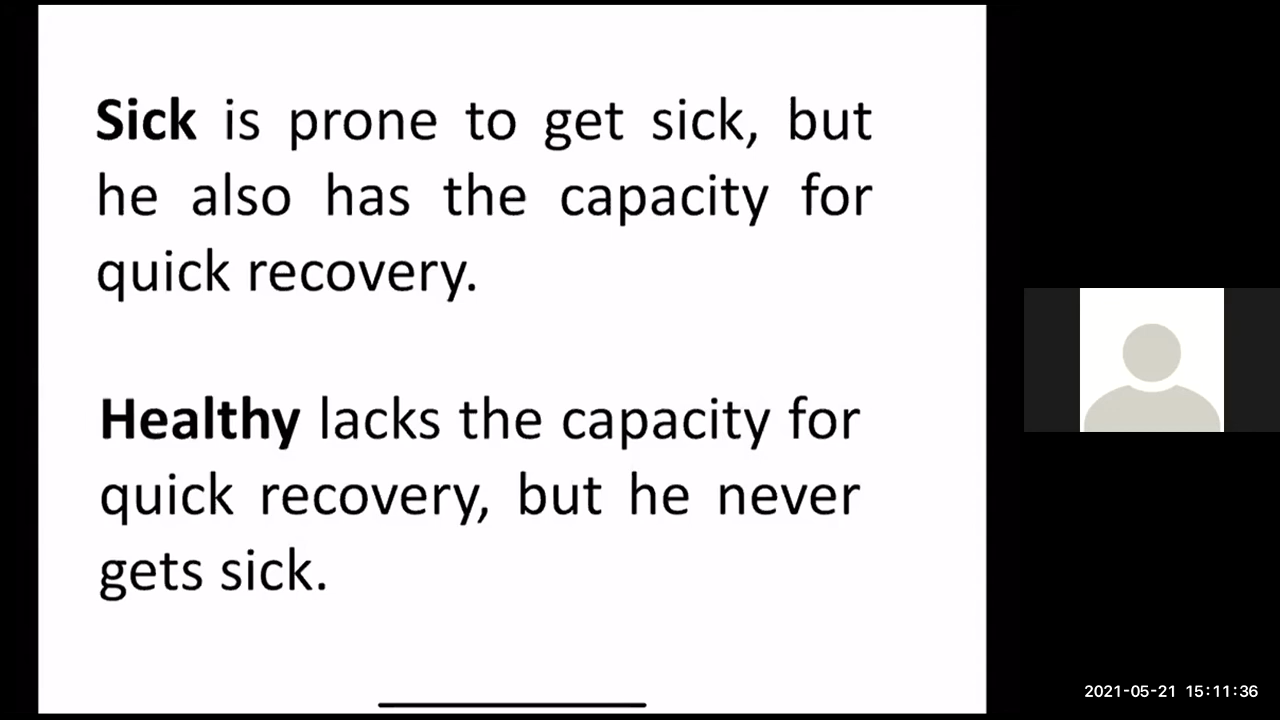 Sick is prone to get sick, but
he also has the capacity for
quick recovery.
Healthy lacks the capacity for
quick recovery, but he never
gets sick.
2021-05-21 15:11:36